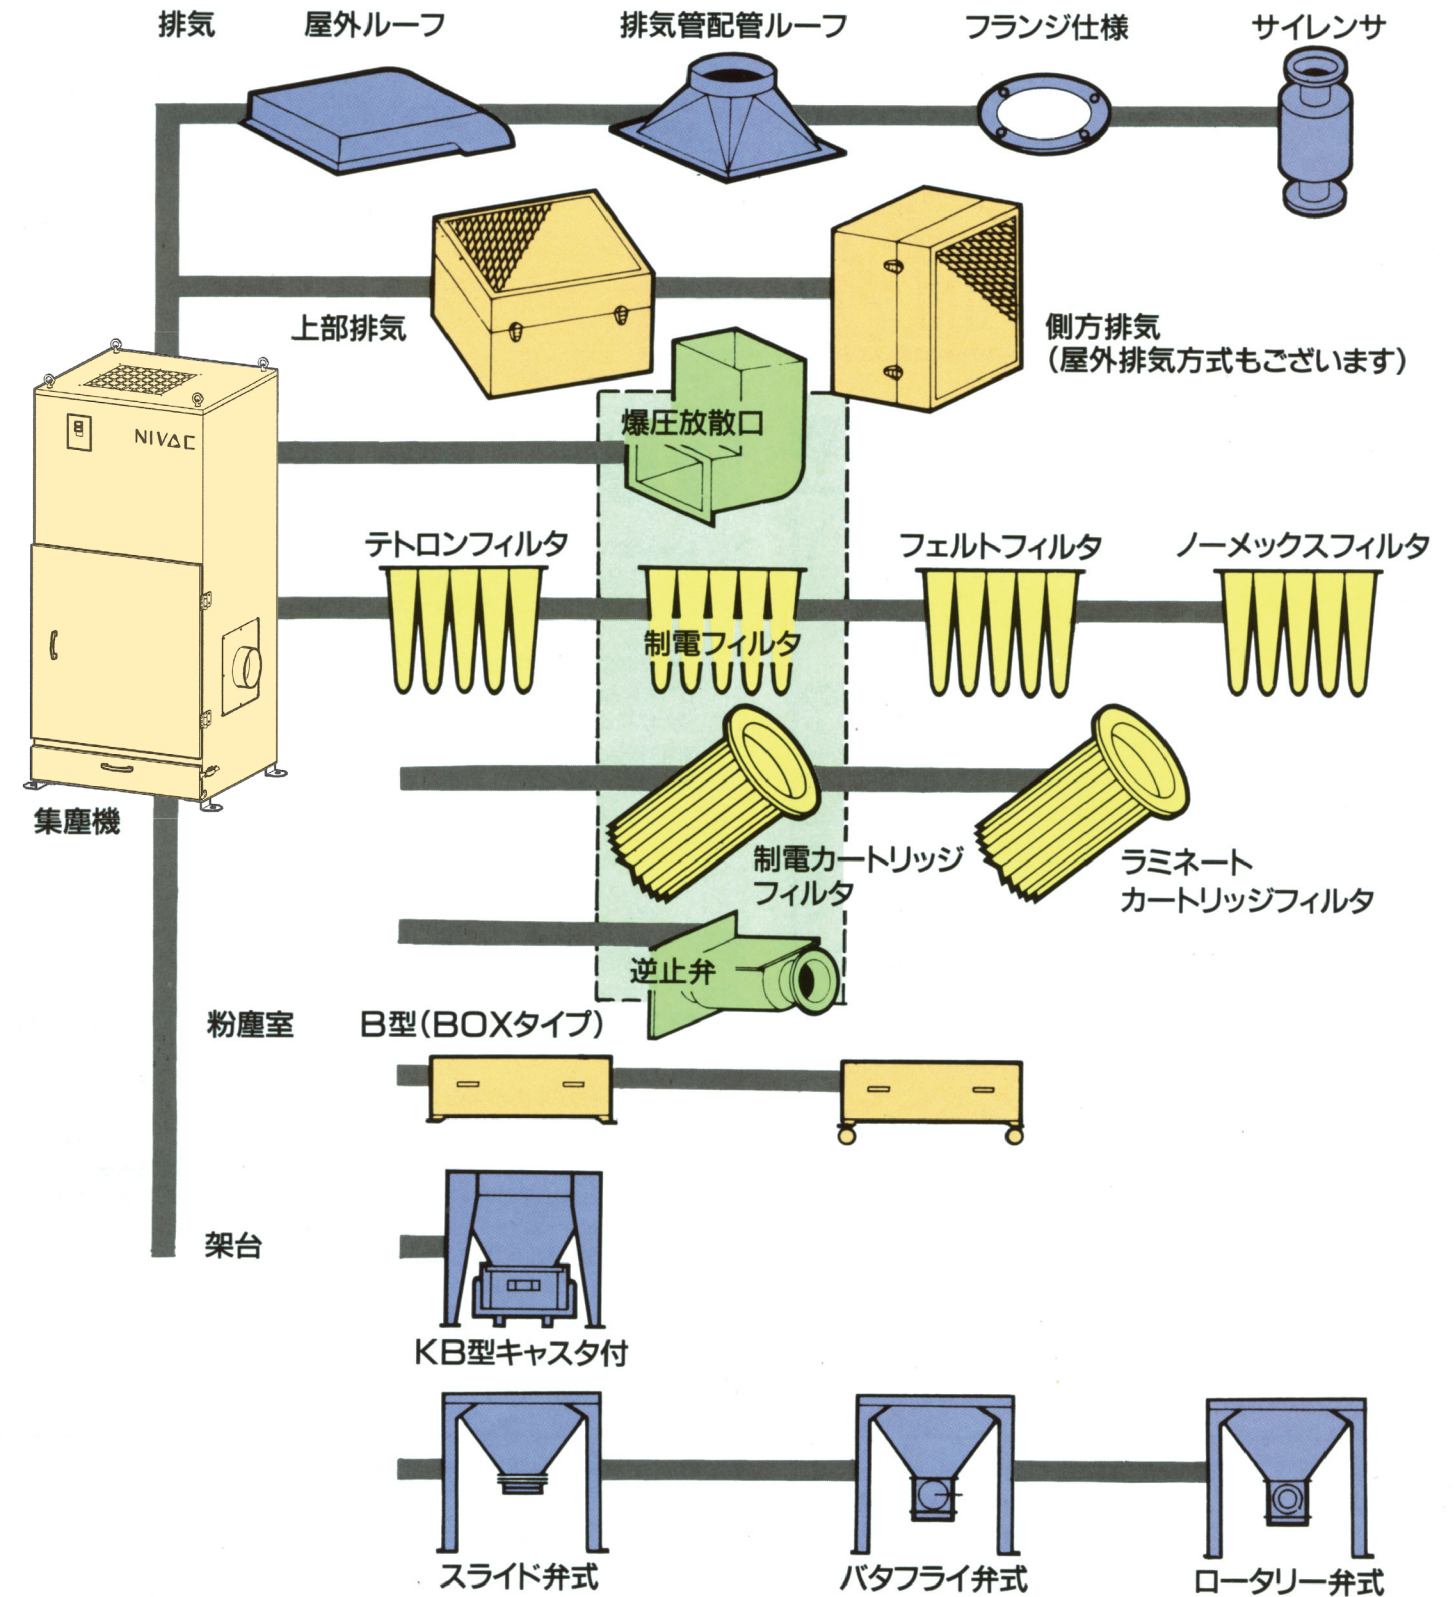 排気
屋外ルーフ
排気管配管ルーフ
フランジ仕様
サイレンサ
上部排気
側方排気
（屋外排気方式もございます）
爆圧放散口
NIVAC
テトロンフィルタ
制電フィルタ
フェルトフィルタ
ノーメックスフィルタ
集塵機
制電カートリッジ
フィルタ
ラミネート
カートリッジフィルタ
逆止弁
粉塵室
B型（BOXタイプ）
架台
KB型キャスタ付
スライド弁式
バタフライ弁式
ロータリー弁式